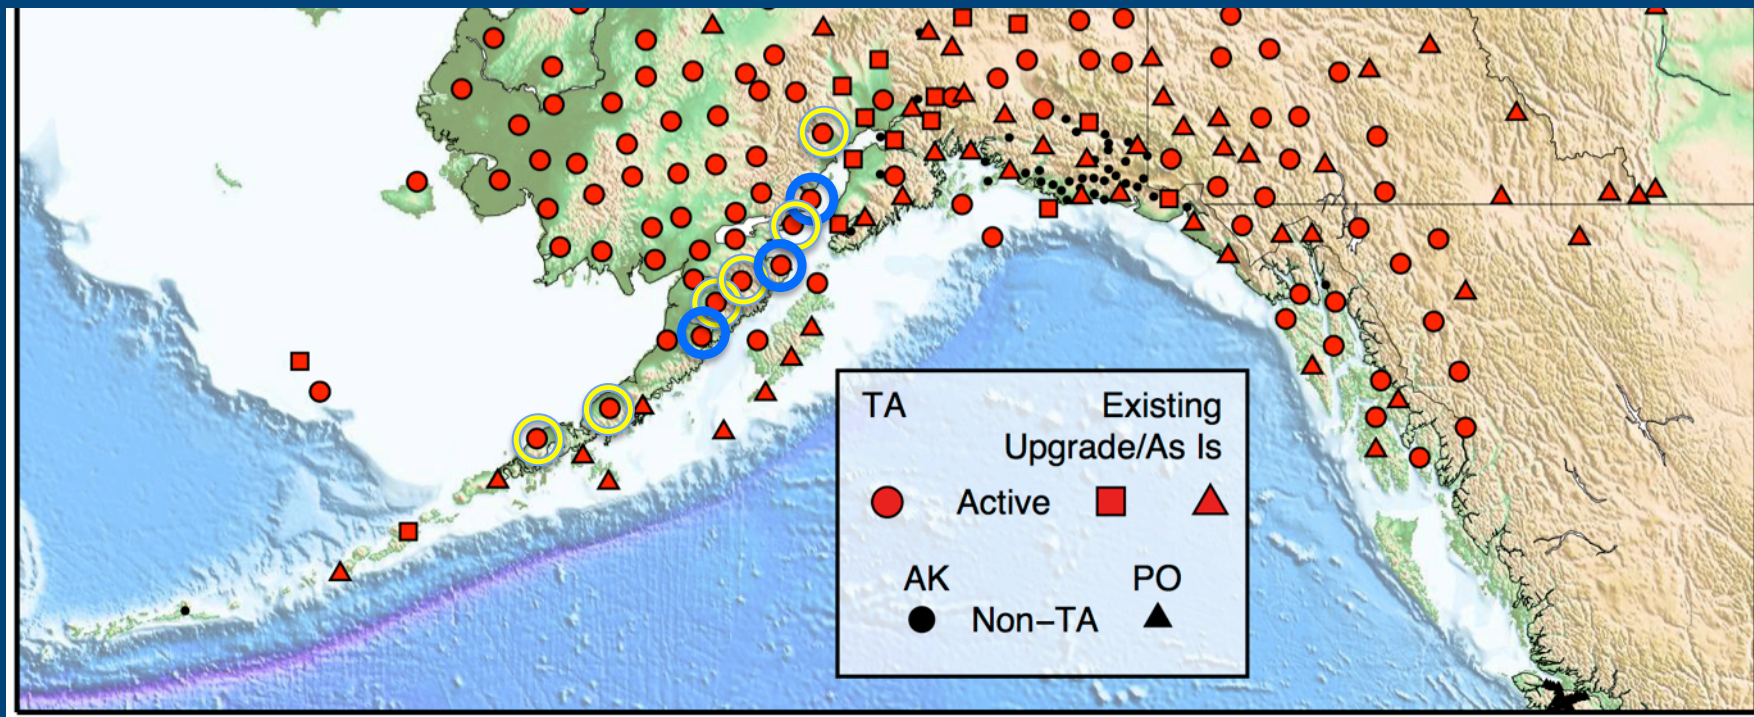 TA Existing
Upgrade/As Is
Active
AK PO
Non-TA